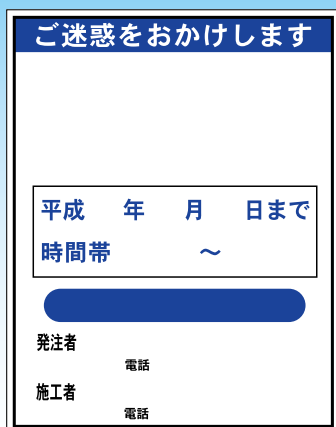 ご迷惑をおかけします
平成　年　月　日まで
時間帯　～
発注者
電話
施工者
電話